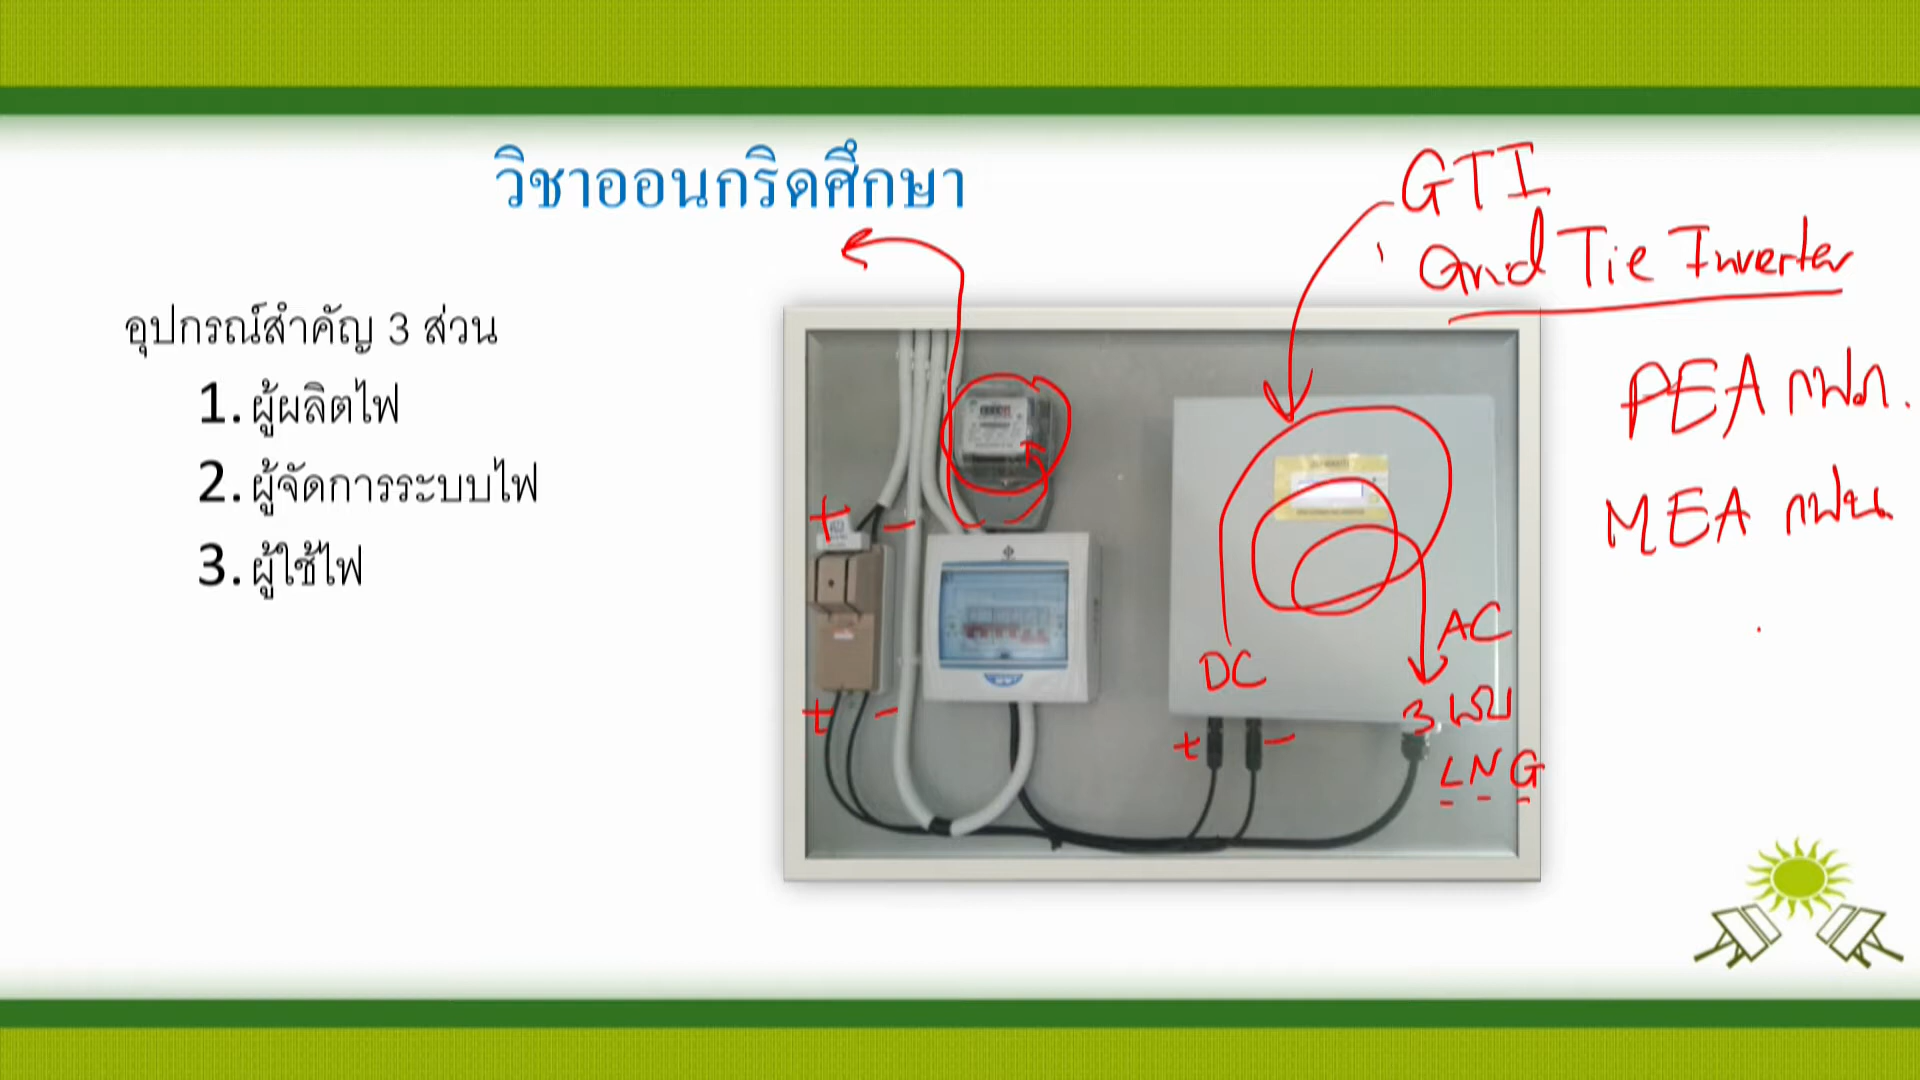 วิชาออนกริดศึกษา
อุปกรณ์สำคัญ 3 ส่วน
1. ผู้ผลิตไฟ
2. ผู้จัดการระบบไฟ
3. ผู้ใช้ไฟ
GTI
Grid Tie Inverter
PEA กฟภ.
MEA กฟน
+ -
+ -
DC
AC
3 เส้น
+ -
L N G